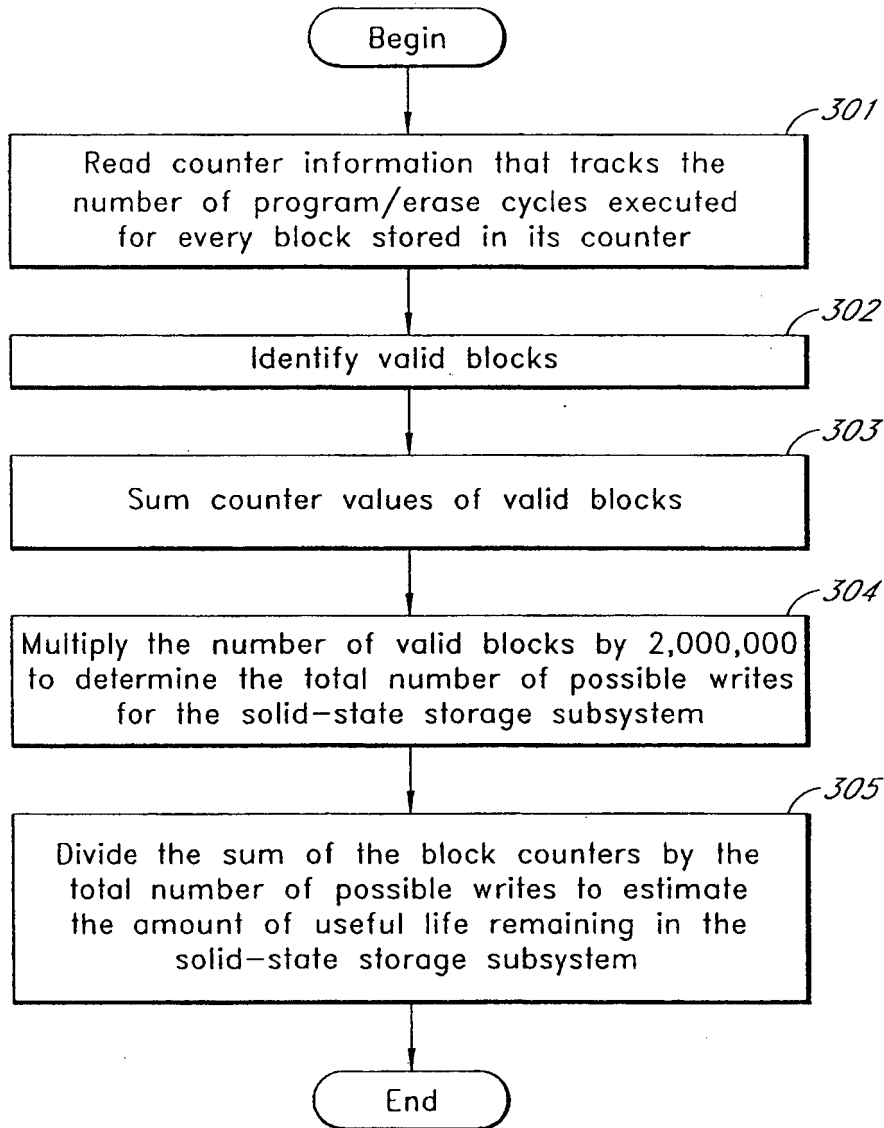 Begin
301
Read counter information that tracks the
number of program/erase cycles executed
for every block stored in its counter
302
Identify valid blocks
303
Sum counter values of valid blocks
304
Multiply the number of valid blocks by 2,000,000
to determine the total number of possible writes
for the solid-state storage subsystem
305
Divide the sum of the block counters by the
total number of possible writes to estimate
the amount of useful life remaining in the
solid-state storage subsystem
End